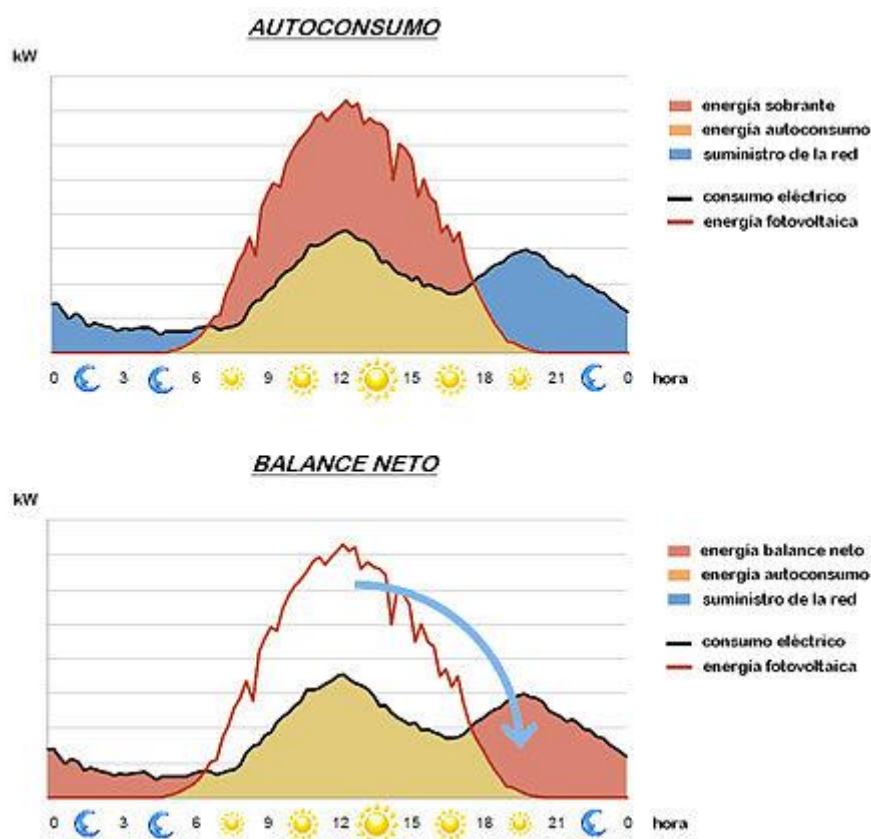 AUTOCONSUMO
kW
energía sobrante
energía autoconsumo
suministro de la red
consumo eléctrico
energía fotovoltaica
0 3 6 9 12 15 18 21 0 hora
BALANCE NETO
kW
energía balance neto
energía autoconsumo
suministro de la red
consumo eléctrico
energía fotovoltaica
0 3 6 9 12 15 18 21 0 hora